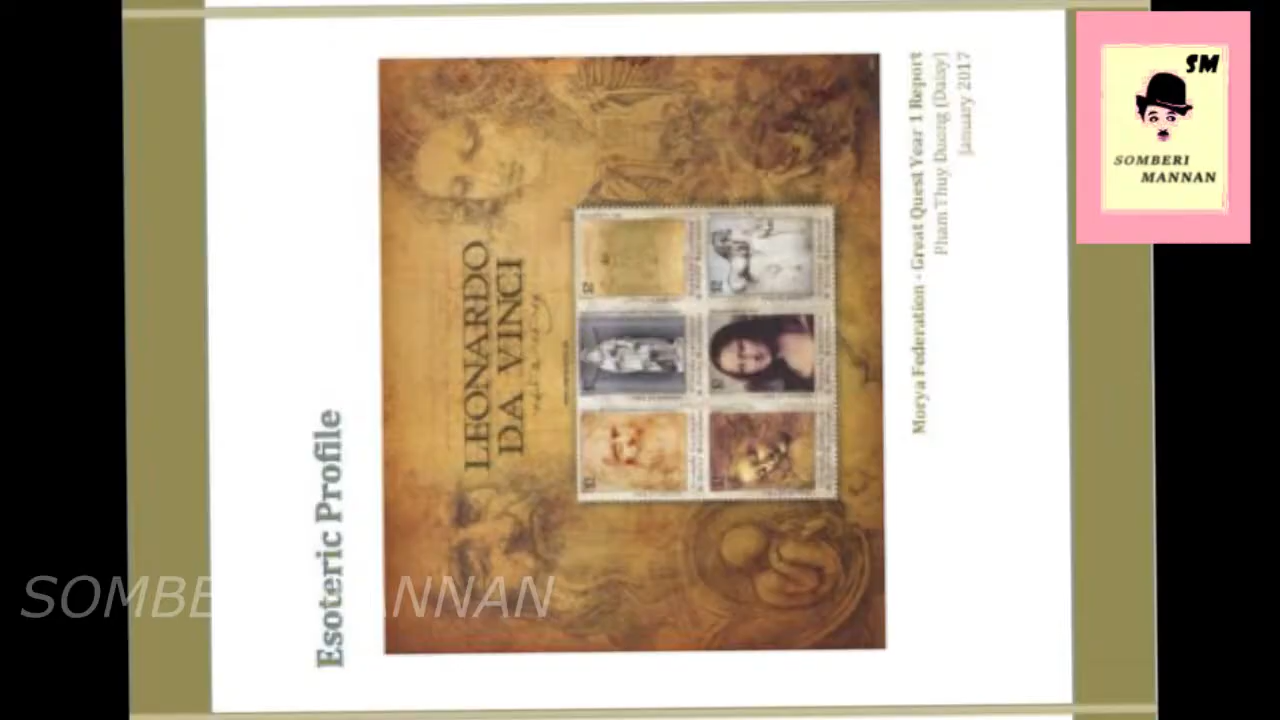 Esoteric Profile
LEONARDO
DA VINCI
Morya Federation - Great Quest Year 1 Report
Pham Thuy Duong (Daisy)
January 2017
SM
SOMBERI
MANNAN
SOMBE ANNAN